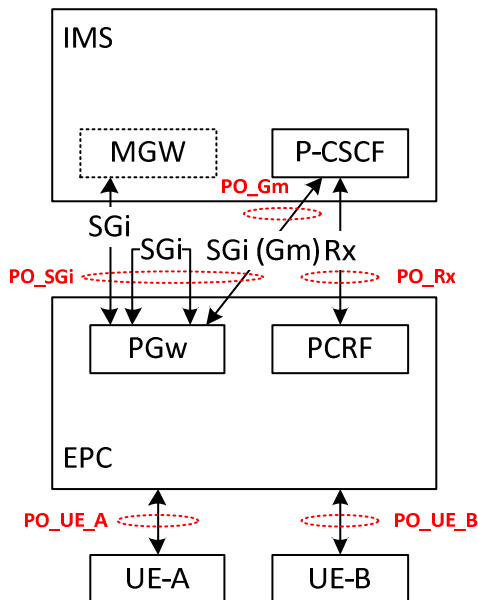 IMS
MGW
P-CSCF
PO_Gm
SGi
SGi
SGi (Gm)
Rx
PO_SGi
PO_Rx
PGw
PCRF
EPC
PO_UE_A
PO_UE_B
UE-A
UE-B